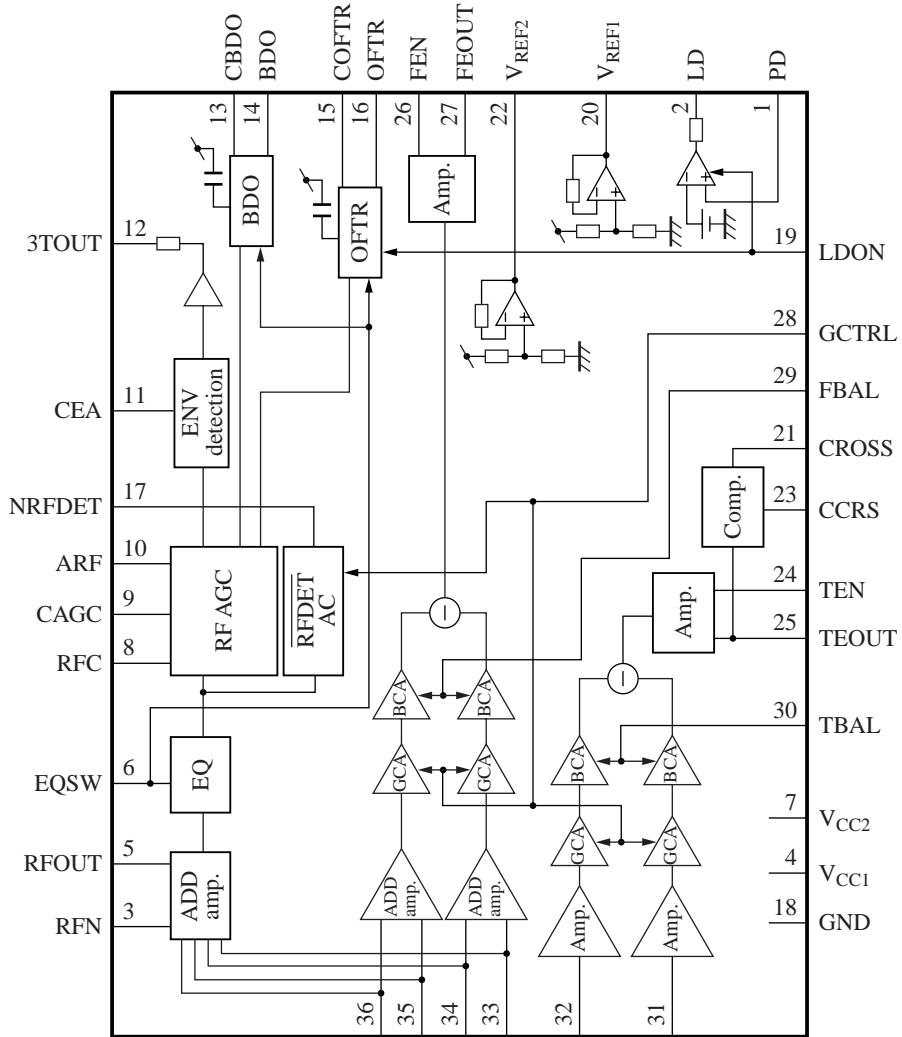 CBDO
BDO
COFTR
OFTR
FEN
FEOUT
VREF2
VREF1
LD
PD
13
14
15
16
26
27
22
20
2
1
BDO
OFTR
Amp.
− +
− +
− +
3TOUT
12
19
LDON
28
GCTRL
CEA
11
ENV
detection
29
FBAL
21
CROSS
NRFDET
17
Comp.
23
CCRS
ARF
10
CAGC
9
RFC
8
RF AGC
RFDET
AC
−
Amp.
24
TEN
25
TEOUT
−
BCA
BCA
30
TBAL
EQSW
6
EQ
GCA
GCA
BCA
BCA
7
VCC2
GCA
GCA
RFOUT
5
4
VCC1
RFN
3
ADD
amp.
ADD
amp.
ADD
amp.
Amp.
Amp.
18
GND
36
35
34
33
32
31